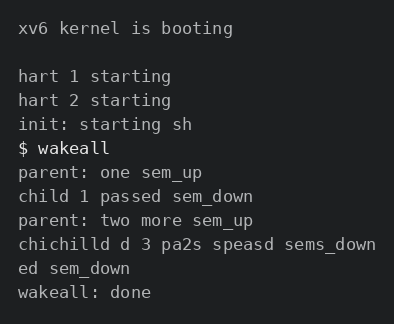 xv6 kernel is booting
hart 1 starting
hart 2 starting
init: starting sh
$ wakeall
parent: one sem_up
child 1 passed sem_down
parent: two more sem_up
chichilld d 3 pa2s speasd sems_down
ed sem_down
wakeall: done